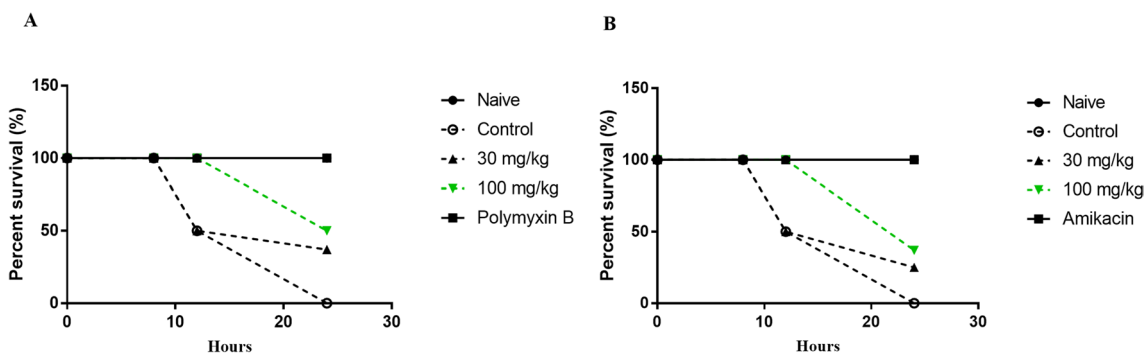 A
150
100
50
0
0
10
20
30
Percent survival (%)
Hours
Naive
Control
30 mg/kg
100 mg/kg
Polymyxin B
B
150
100
50
0
0
10
20
30
Percent survival (%)
Hours
Naive
Control
30 mg/kg
100 mg/kg
Amikacin